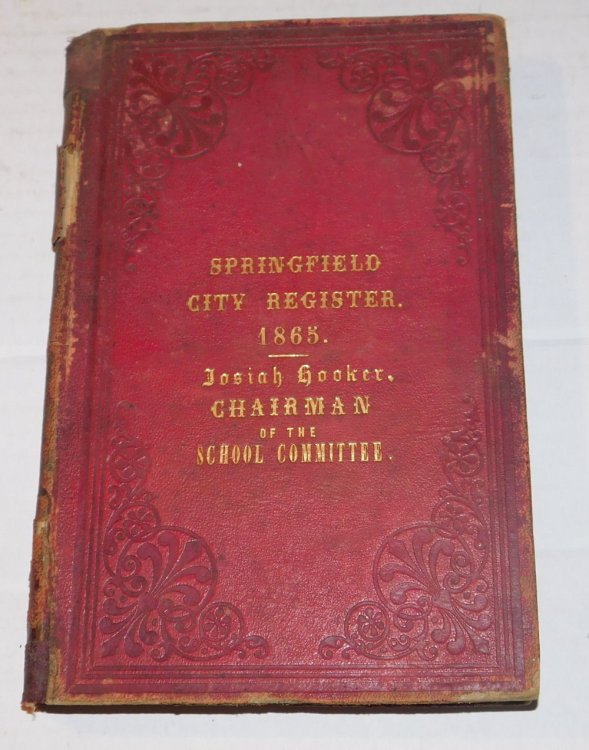 SPRINGFIELD
CITY REGISTER.
1865.
Josiah Hooker,
CHAIRMAN
OF THE
SCHOOL COMMITTEE.